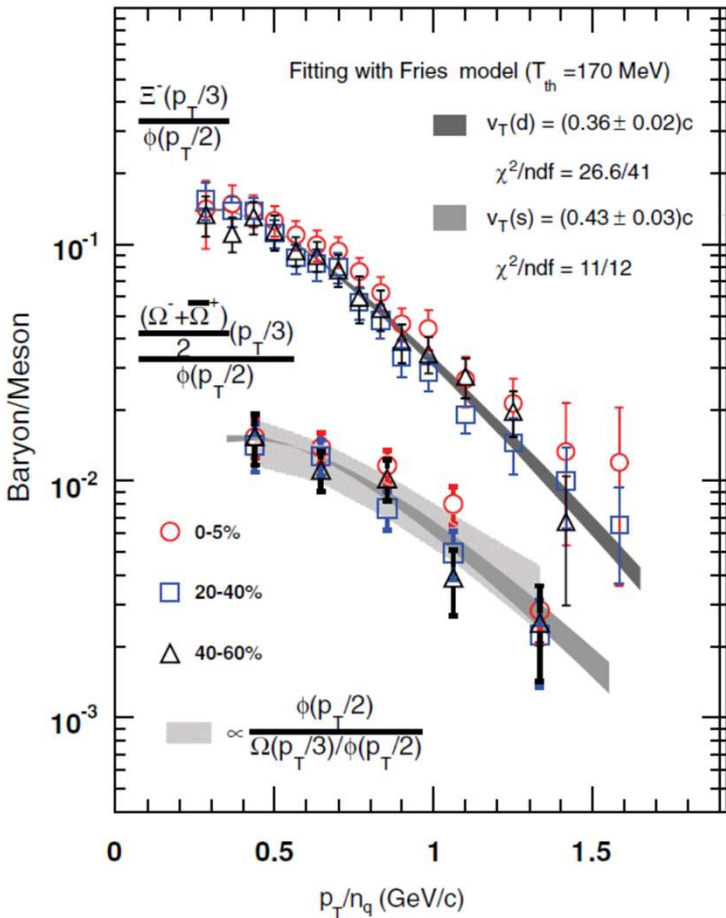 Fitting with Fries model (T_th =170 MeV)
Ξ⁻(p_T/3)
φ(p_T/2)
v_T(d) = (0.36± 0.02)c
χ²/ndf = 26.6/41
v_T(s) = (0.43± 0.03)c
χ²/ndf = 11/12
10⁻¹
(Ω⁻+Ω̅⁺)
2
(p_T/3)
φ(p_T/2)
Baryon/Meson
10⁻²
0-5%
20-40%
40-60%
10⁻³
∝
φ(p_T/2)
Ω(p_T/3)/φ(p_T/2)
0
0.5
1
1.5
p_T/n_q (GeV/c)